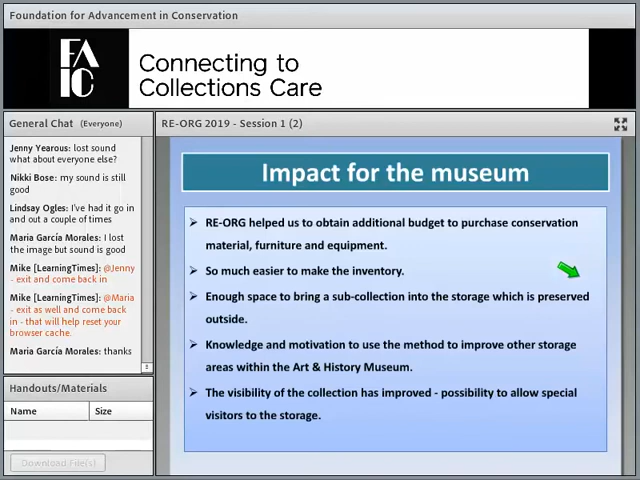 Foundation for Advancement in Conservation
FA
IC
Connecting to
Collections Care
General Chat (Everyone)
Jenny Yearous: lost sound
what about everyone else?
Nikki Bose: my sound is still
good
Lindsay Ogles: I've had it go in
and out a couple of times
Maria García Morales: I lost
the image but sound is good
Mike [LearningTimes]: @Jenny
- exit and come back in
Mike [LearningTimes]: @Maria
- exit as well and come back
in - that will help reset your
browser cache.
Maria García Morales: thanks
Handouts/Materials
Name Size
Download File(s)
RE-ORG 2019 - Session 1 (2)
Impact for the museum
RE-ORG helped us to obtain additional budget to purchase conservation
material, furniture and equipment.
So much easier to make the inventory.
Enough space to bring a sub-collection into the storage which is preserved
outside.
Knowledge and motivation to use the method to improve other storage
areas within the Art & History Museum.
The visibility of the collection has improved - possibility to allow special
visitors to the storage.